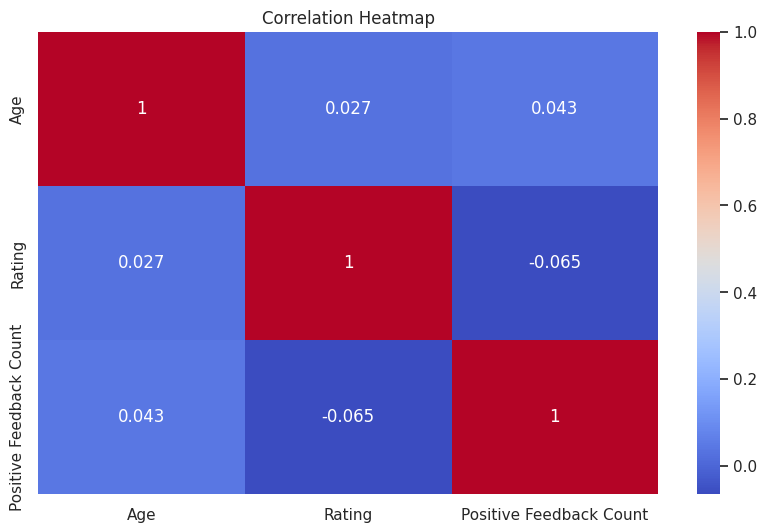 Correlation Heatmap
Age
1
0.027
0.043
Rating
0.027
1
-0.065
Positive Feedback Count
0.043
-0.065
1
Age
Rating
Positive Feedback Count
1.0
0.8
0.6
0.4
0.2
0.0